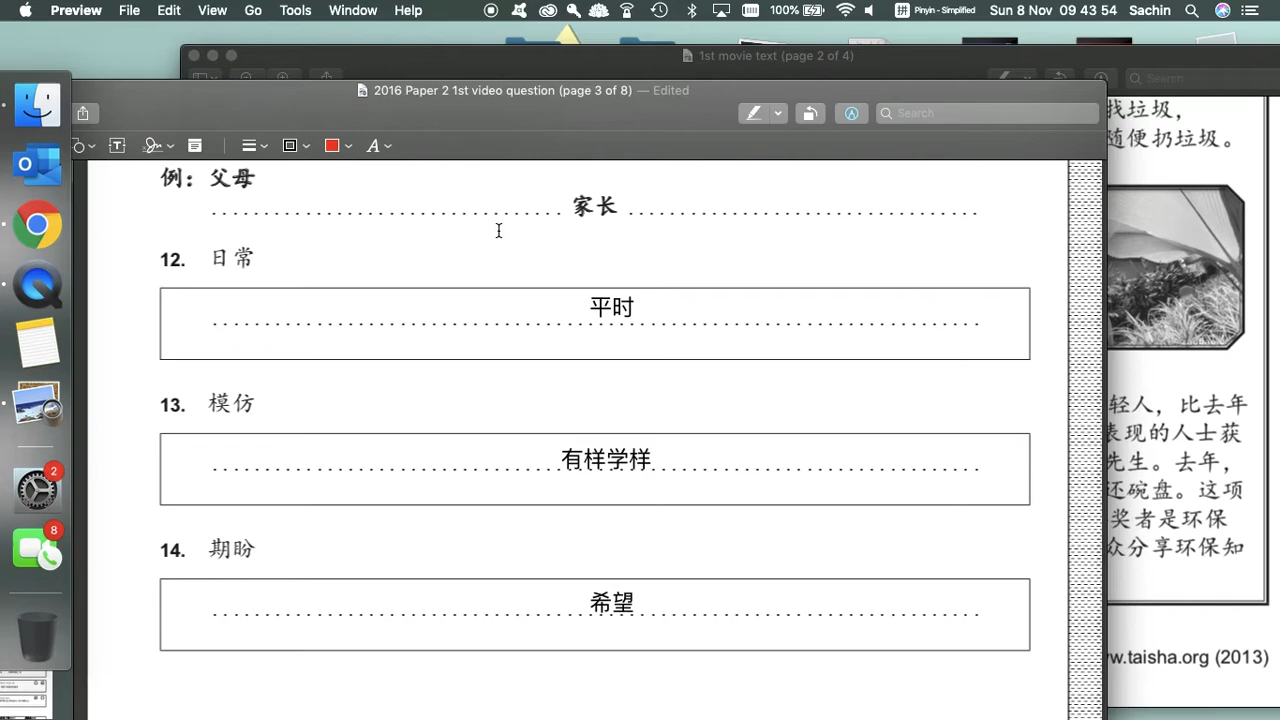 Preview File Edit View Go Tools Window Help 100% Pinyin - Simplified Sun 8 Nov 09 43 54 Sachin
1st movie text (page 2 of 4)
Search
2016 Paper 2 1st video question (page 3 of 8) — Edited
Search
例：父母
家长
12. 日常
平时
13. 模仿
有样学样
14. 期盼
希望
2
8
找垃圾，
随便扔垃圾。
轻人，比去年
表现的人士获
先生。去年，
还碗盘。这项
奖者是环保
众分享环保知
w.taisha.org (2013)